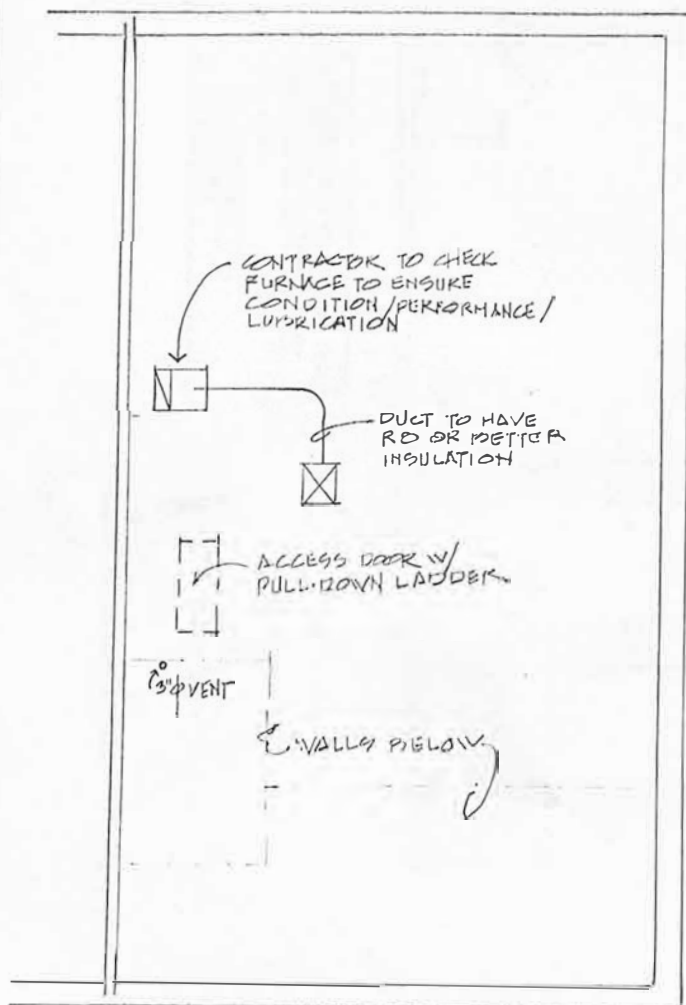 CONTRACTOR TO CHECK
FURNACE TO ENSURE
CONDITION/PERFORMANCE/
LUBRICATION
DUCT TO HAVE
R8 OR BETTER
INSULATION
ACCESS DOOR W/
PULL-DOWN LADDER
3"ϕ VENT
WALLS BELOW